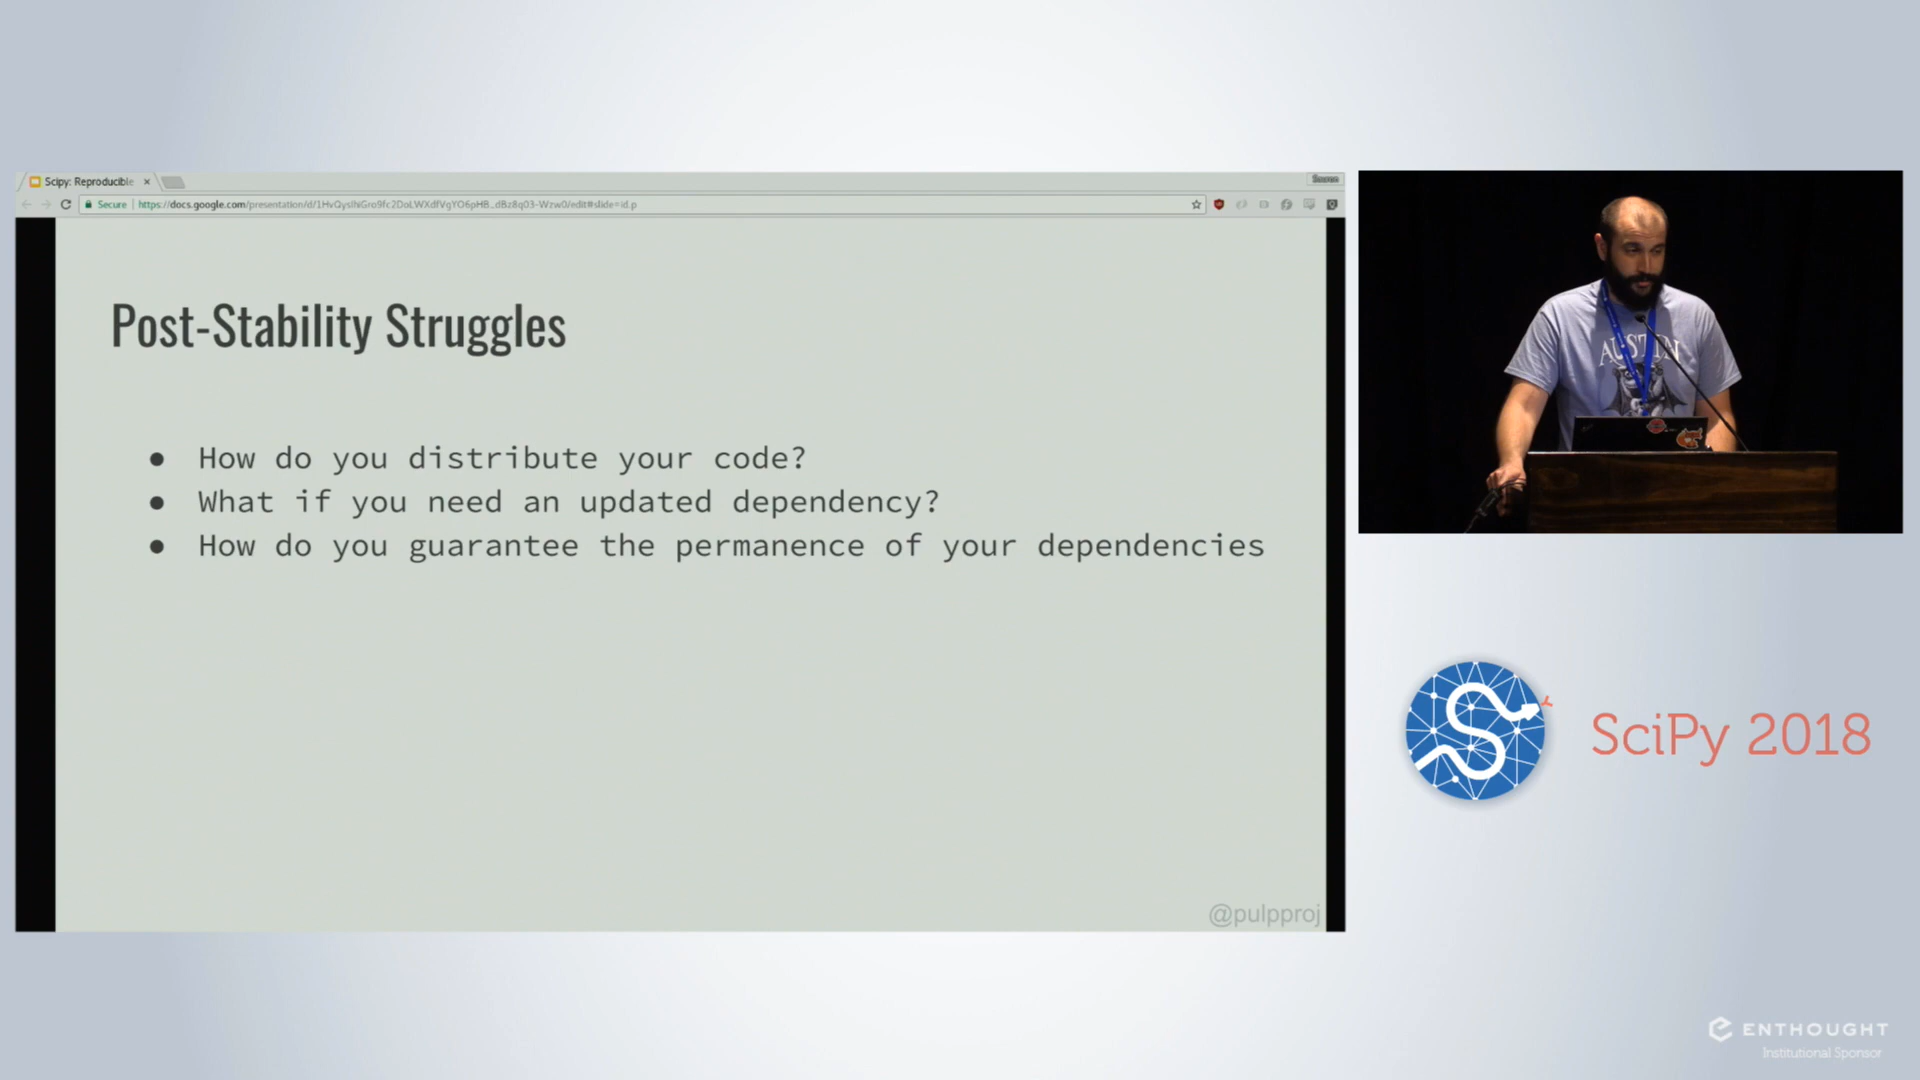 Scipy: Reproducible
Secure
Post-Stability Struggles
● How do you distribute your code?
● What if you need an updated dependency?
● How do you guarantee the permanence of your dependencies
@pulpproj
AUSTIN
SciPy 2018
ENTHOUGHT
Institutional Sponsor